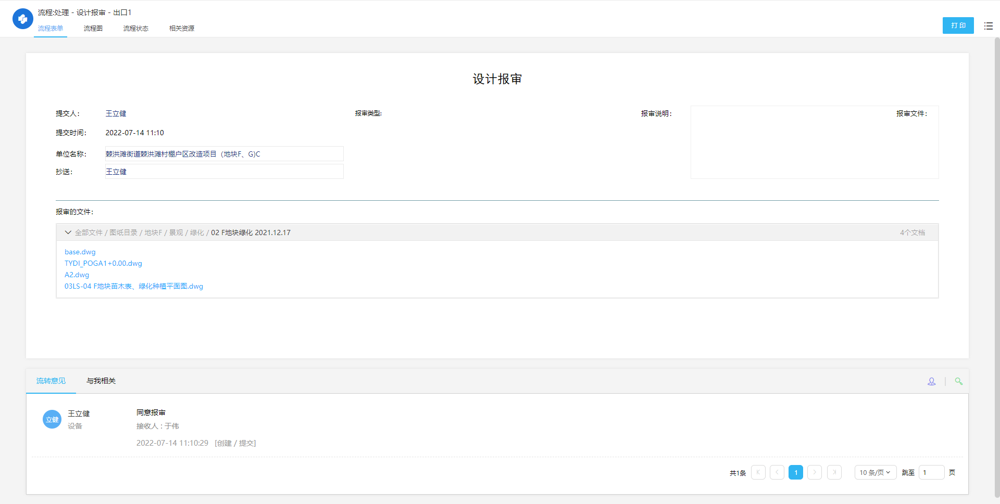 流程:处理 - 设计报审 - 出口1
流程表单 流程图 流程状态 相关资源
打印
设计报审
提交人: 王立健 报审类型: 报审说明: 报审文件:
提交时间: 2022-07-14 11:10
单位名称: 棘洪滩街道棘洪滩村棚户区改造项目（地块F、G)C
抄送: 王立健
报审的文件:
全部文件 / 图纸目录 / 地块F / 景观 / 绿化 / 02 F地块绿化 2021.12.17 4个文档
base.dwg
TYDI_POGA1+0.00.dwg
A2.dwg
03LS-04 F地块苗木表、绿化种植平面图.dwg
流转意见 与我相关
立健 王立健 同意报审
设备 接收人 : 于伟
2022-07-14 11:10:29 [创建 / 提交]
共1条 1 10 条/页 跳至 1 页